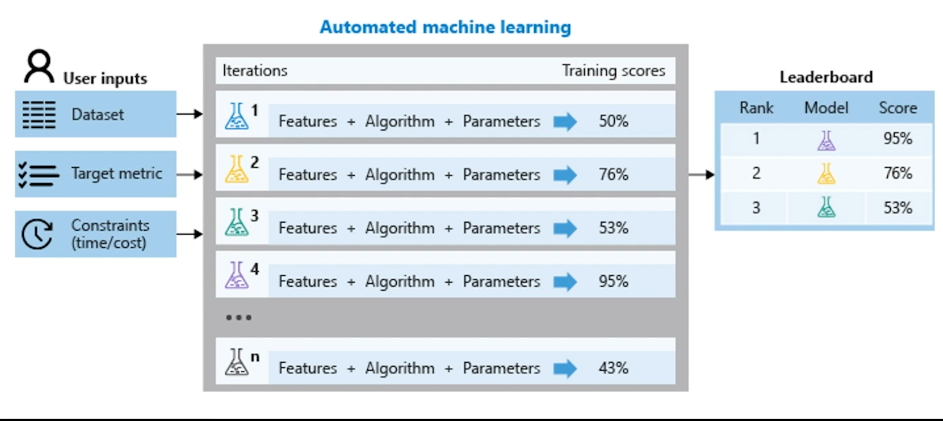 Automated machine learning
User inputs
Dataset
Target metric
Constraints
(time/cost)
Iterations Training scores
1 Features + Algorithm + Parameters 50%
2 Features + Algorithm + Parameters 76%
3 Features + Algorithm + Parameters 53%
4 Features + Algorithm + Parameters 95%
•••
n Features + Algorithm + Parameters 43%
Leaderboard
Rank Model Score
1 95%
2 76%
3 53%